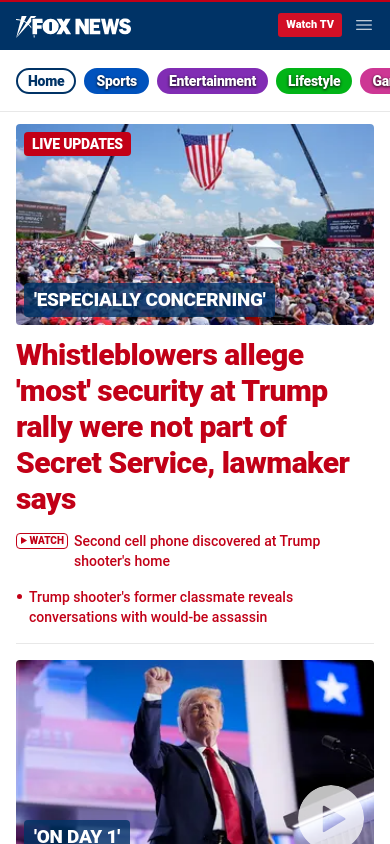 FOX NEWS
Watch TV
Home
Sports
Entertainment
Lifestyle
Ga
LIVE UPDATES
'ESPECIALLY CONCERNING'
Whistleblowers allege
'most' security at Trump
rally were not part of
Secret Service, lawmaker
says
WATCH
Second cell phone discovered at Trump
shooter's home
• Trump shooter's former classmate reveals
conversations with would-be assassin
'ON DAY 1'